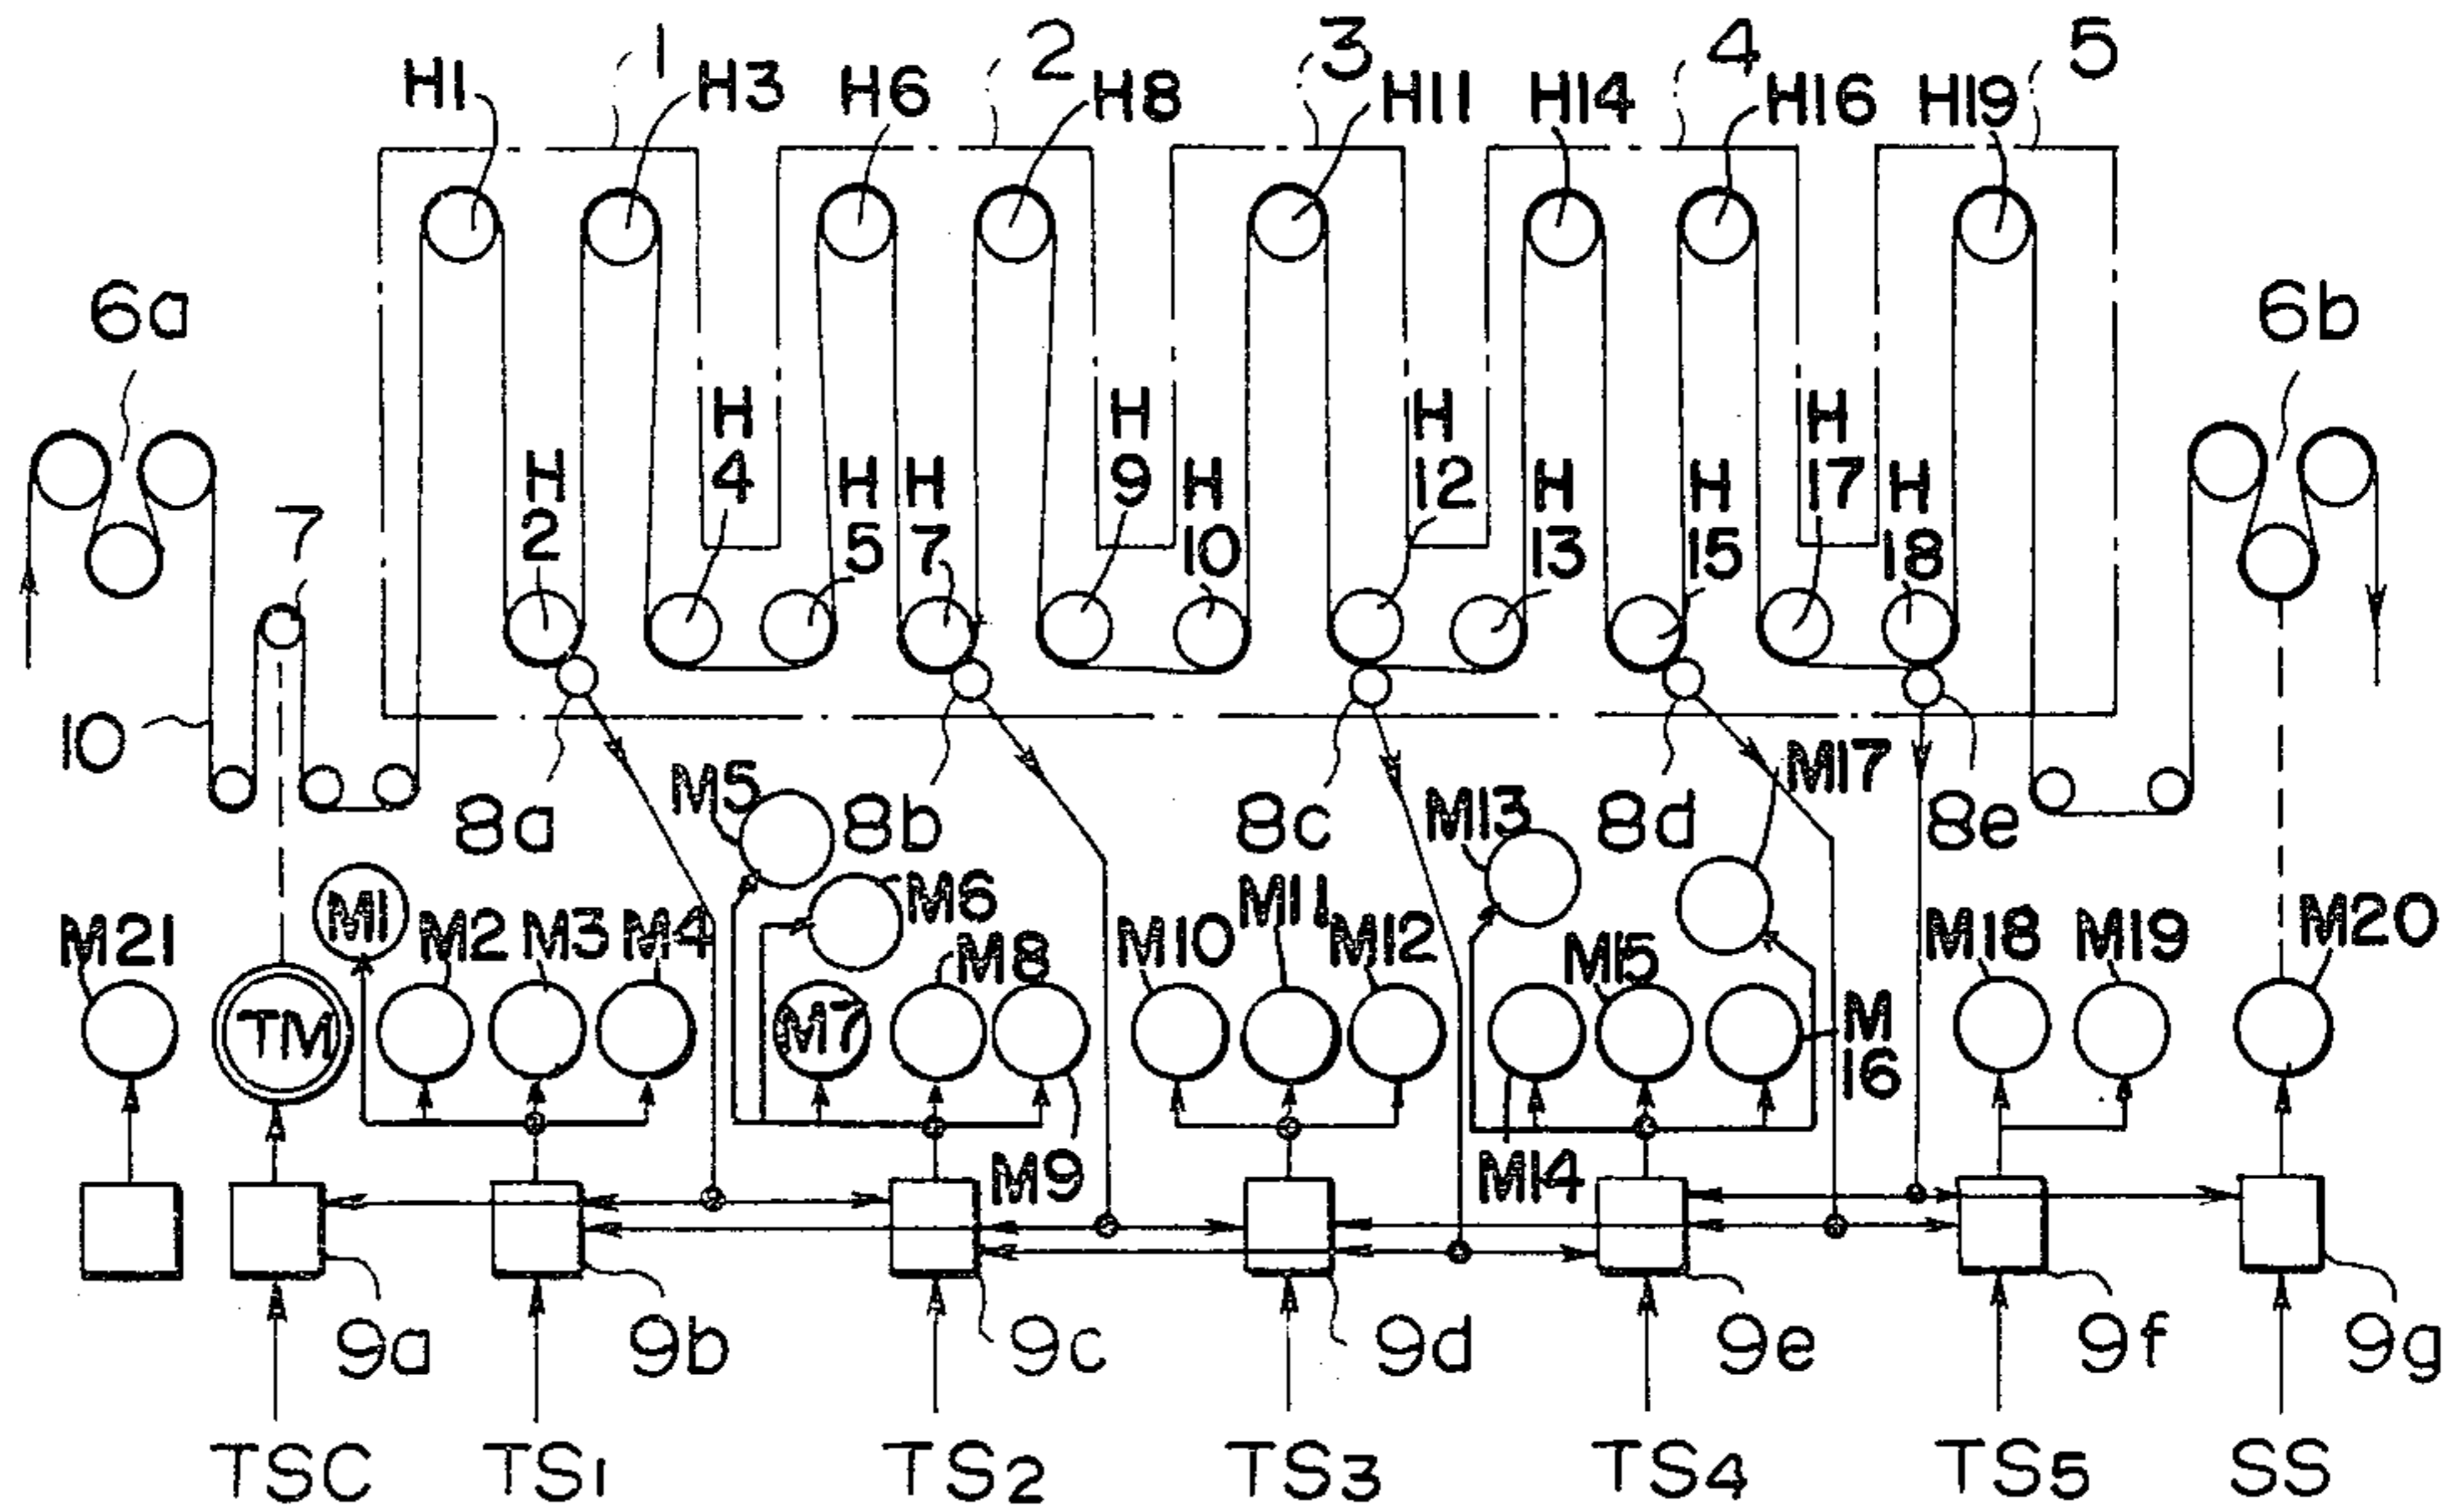 1 2 3 4 5
H1 H3 H6 H8 H11 H14 H16 H19
6a 6b
H 4 H 9 H 12 H 17
H 2 H 5 H 7 H 10 H 13 H 15 H 18
7
10
8a 8b 8c 8d 8e
M5 M13 M17
M21 M1 M2 M3 M4 M6 M8 M10 M11 M12 M15 M18 M19 M20
TM M7 M 16
M9 M14
9a 9b 9c 9d 9e 9f 9g
TSC TS1 TS2 TS3 TS4 TS5 SS